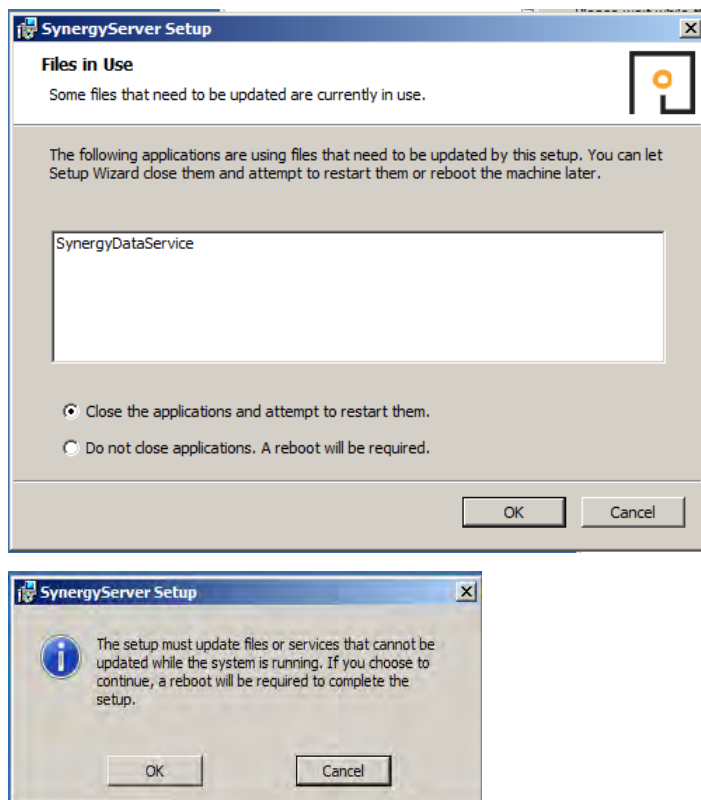 SynergyServer Setup
Files in Use
Some files that need to be updated are currently in use.
The following applications are using files that need to be updated by this setup. You can let
Setup Wizard close them and attempt to restart them or reboot the machine later.
SynergyDataService
Close the applications and attempt to restart them.
Do not close applications. A reboot will be required.
OK
Cancel
SynergyServer Setup
The setup must update files or services that cannot be
updated while the system is running. If you choose to
continue, a reboot will be required to complete the
setup.
OK
Cancel